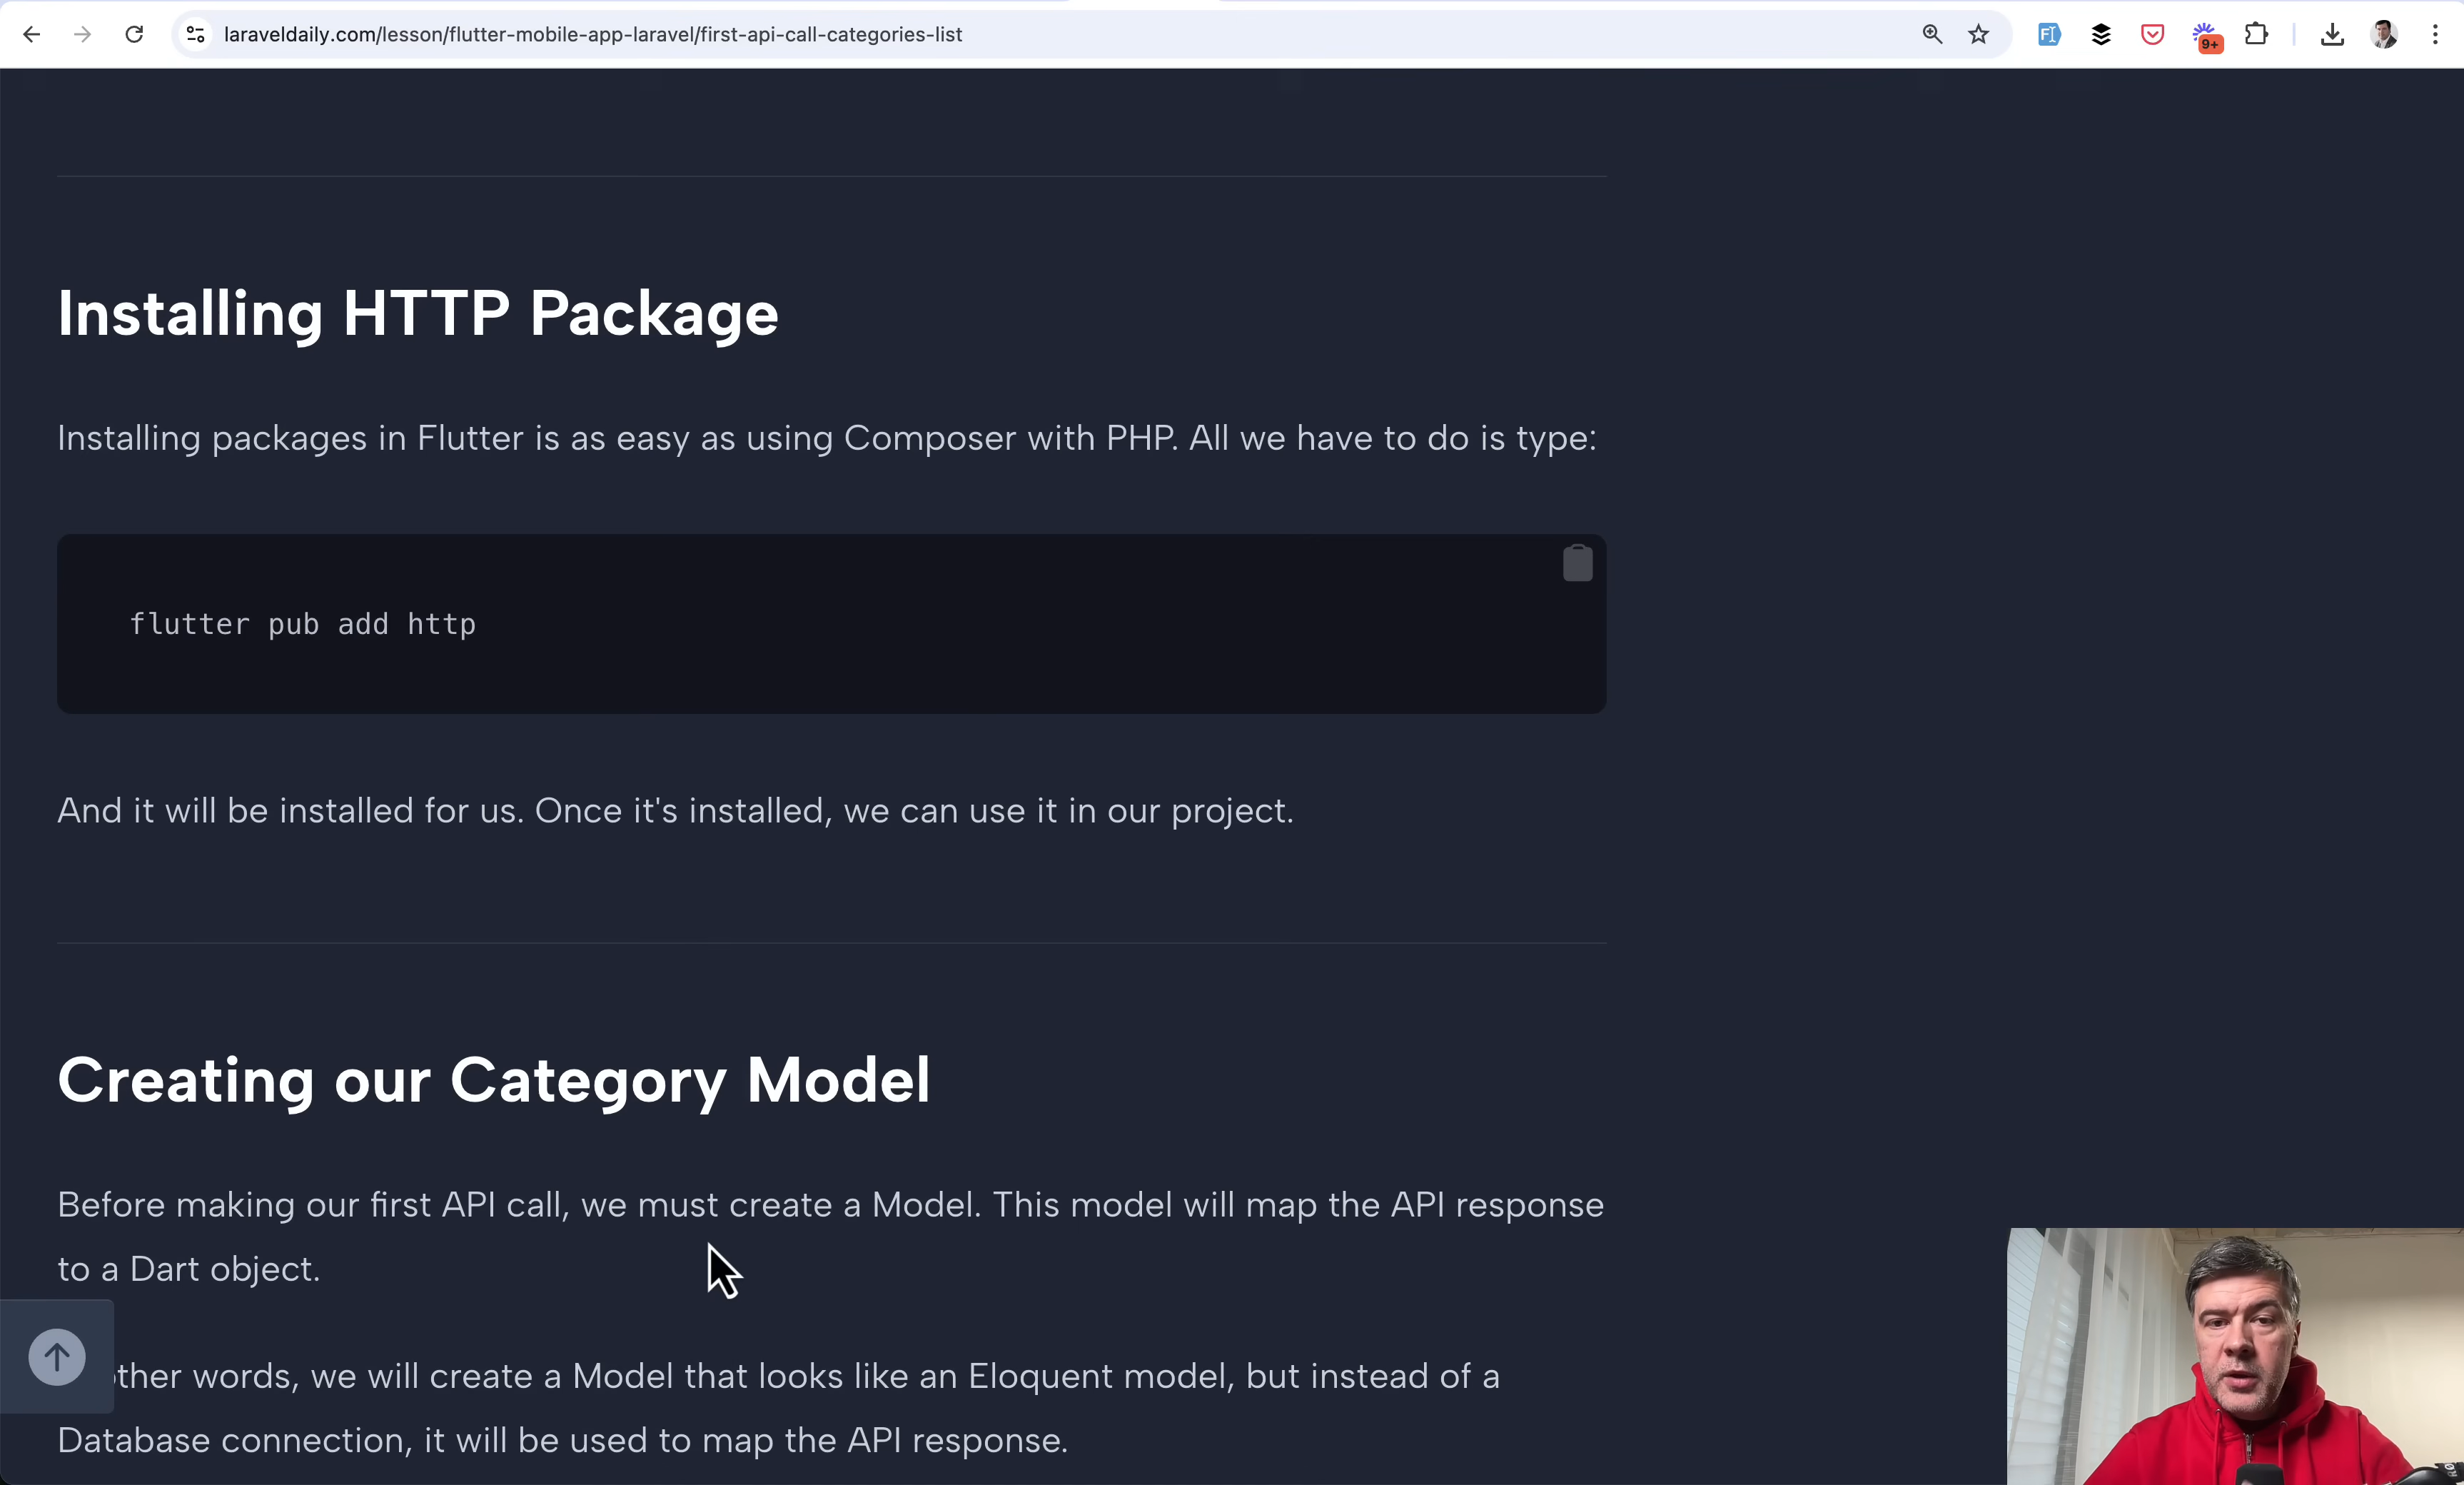 laraveldaily.com/lesson/flutter-mobile-app-laravel/first-api-call-categories-list
9+
Installing HTTP Package
Installing packages in Flutter is as easy as using Composer with PHP. All we have to do is type:
flutter pub add http
And it will be installed for us. Once it's installed, we can use it in our project.
Creating our Category Model
Before making our first API call, we must create a Model. This model will map the API response
to a Dart object.
other words, we will create a Model that looks like an Eloquent model, but instead of a
Database connection, it will be used to map the API response.